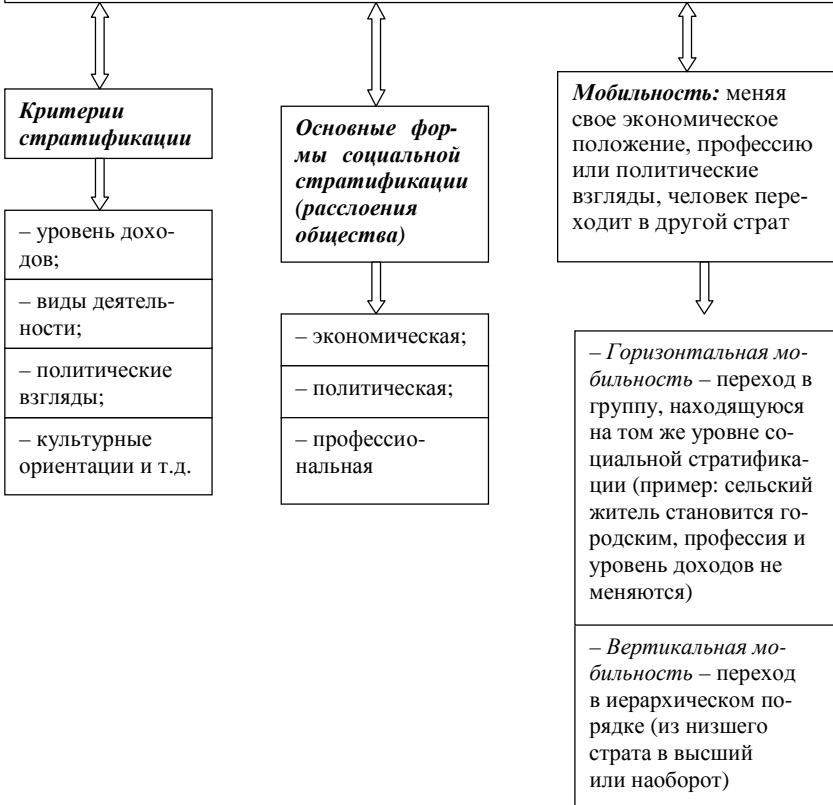 Критерии
стратификации
– уровень дохо-
дов;
– виды деятель-
ности;
– политические
взгляды;
– культурные
ориентации и т.д.
Основные фор-
мы социальной
стратификации
(расслоения
общества)
– экономическая;
– политическая;
– профессио-
нальная
Мобильность: меняя
свое экономическое
положение, профессию
или политические
взгляды, человек пере-
ходит в другой страт
– Горизонтальная мо-
бильность – переход в
группу, находящуюся
на том же уровне со-
циальной стратифика-
ции (пример: сельский
житель становится го-
родским, профессия и
уровень доходов не
меняются)
– Вертикальная мо-
бильность – переход
в иерархическом по-
рядке (из низшего
страта в высший
или наоборот)